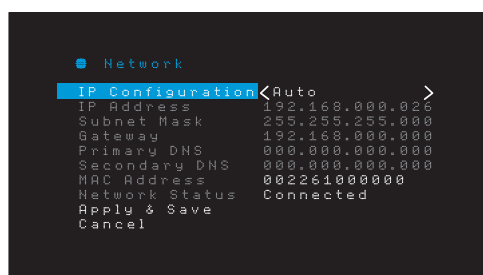 Network
IP Configuration Auto
IP Address 192.168.000.026
Subnet Mask 255.255.255.000
Gateway 192.168.000.000
Primary DNS 000.000.000.000
Secondary DNS 000.000.000.000
MAC Address 002261000000
Network Status Connected
Apply & Save
Cancel